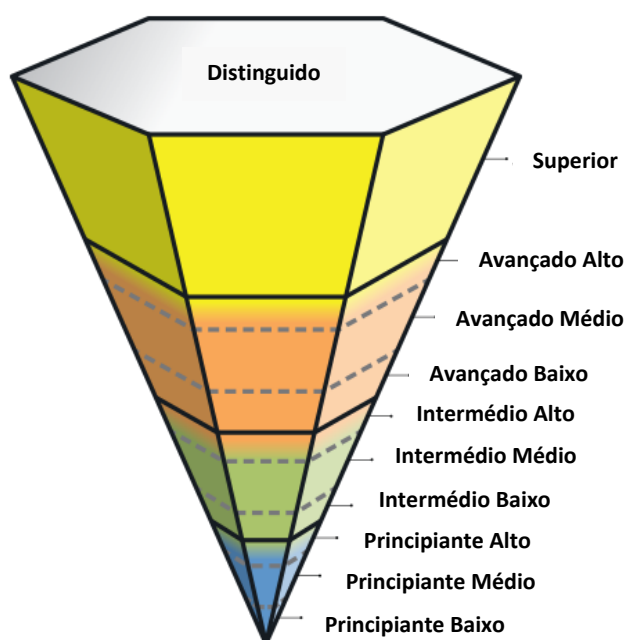 Distinguido
Superior
Avançado Alto
Avançado Médio
Avançado Baixo
Intermédio Alto
Intermédio Médio
Intermédio Baixo
Principiante Alto
Principiante Médio
Principiante Baixo